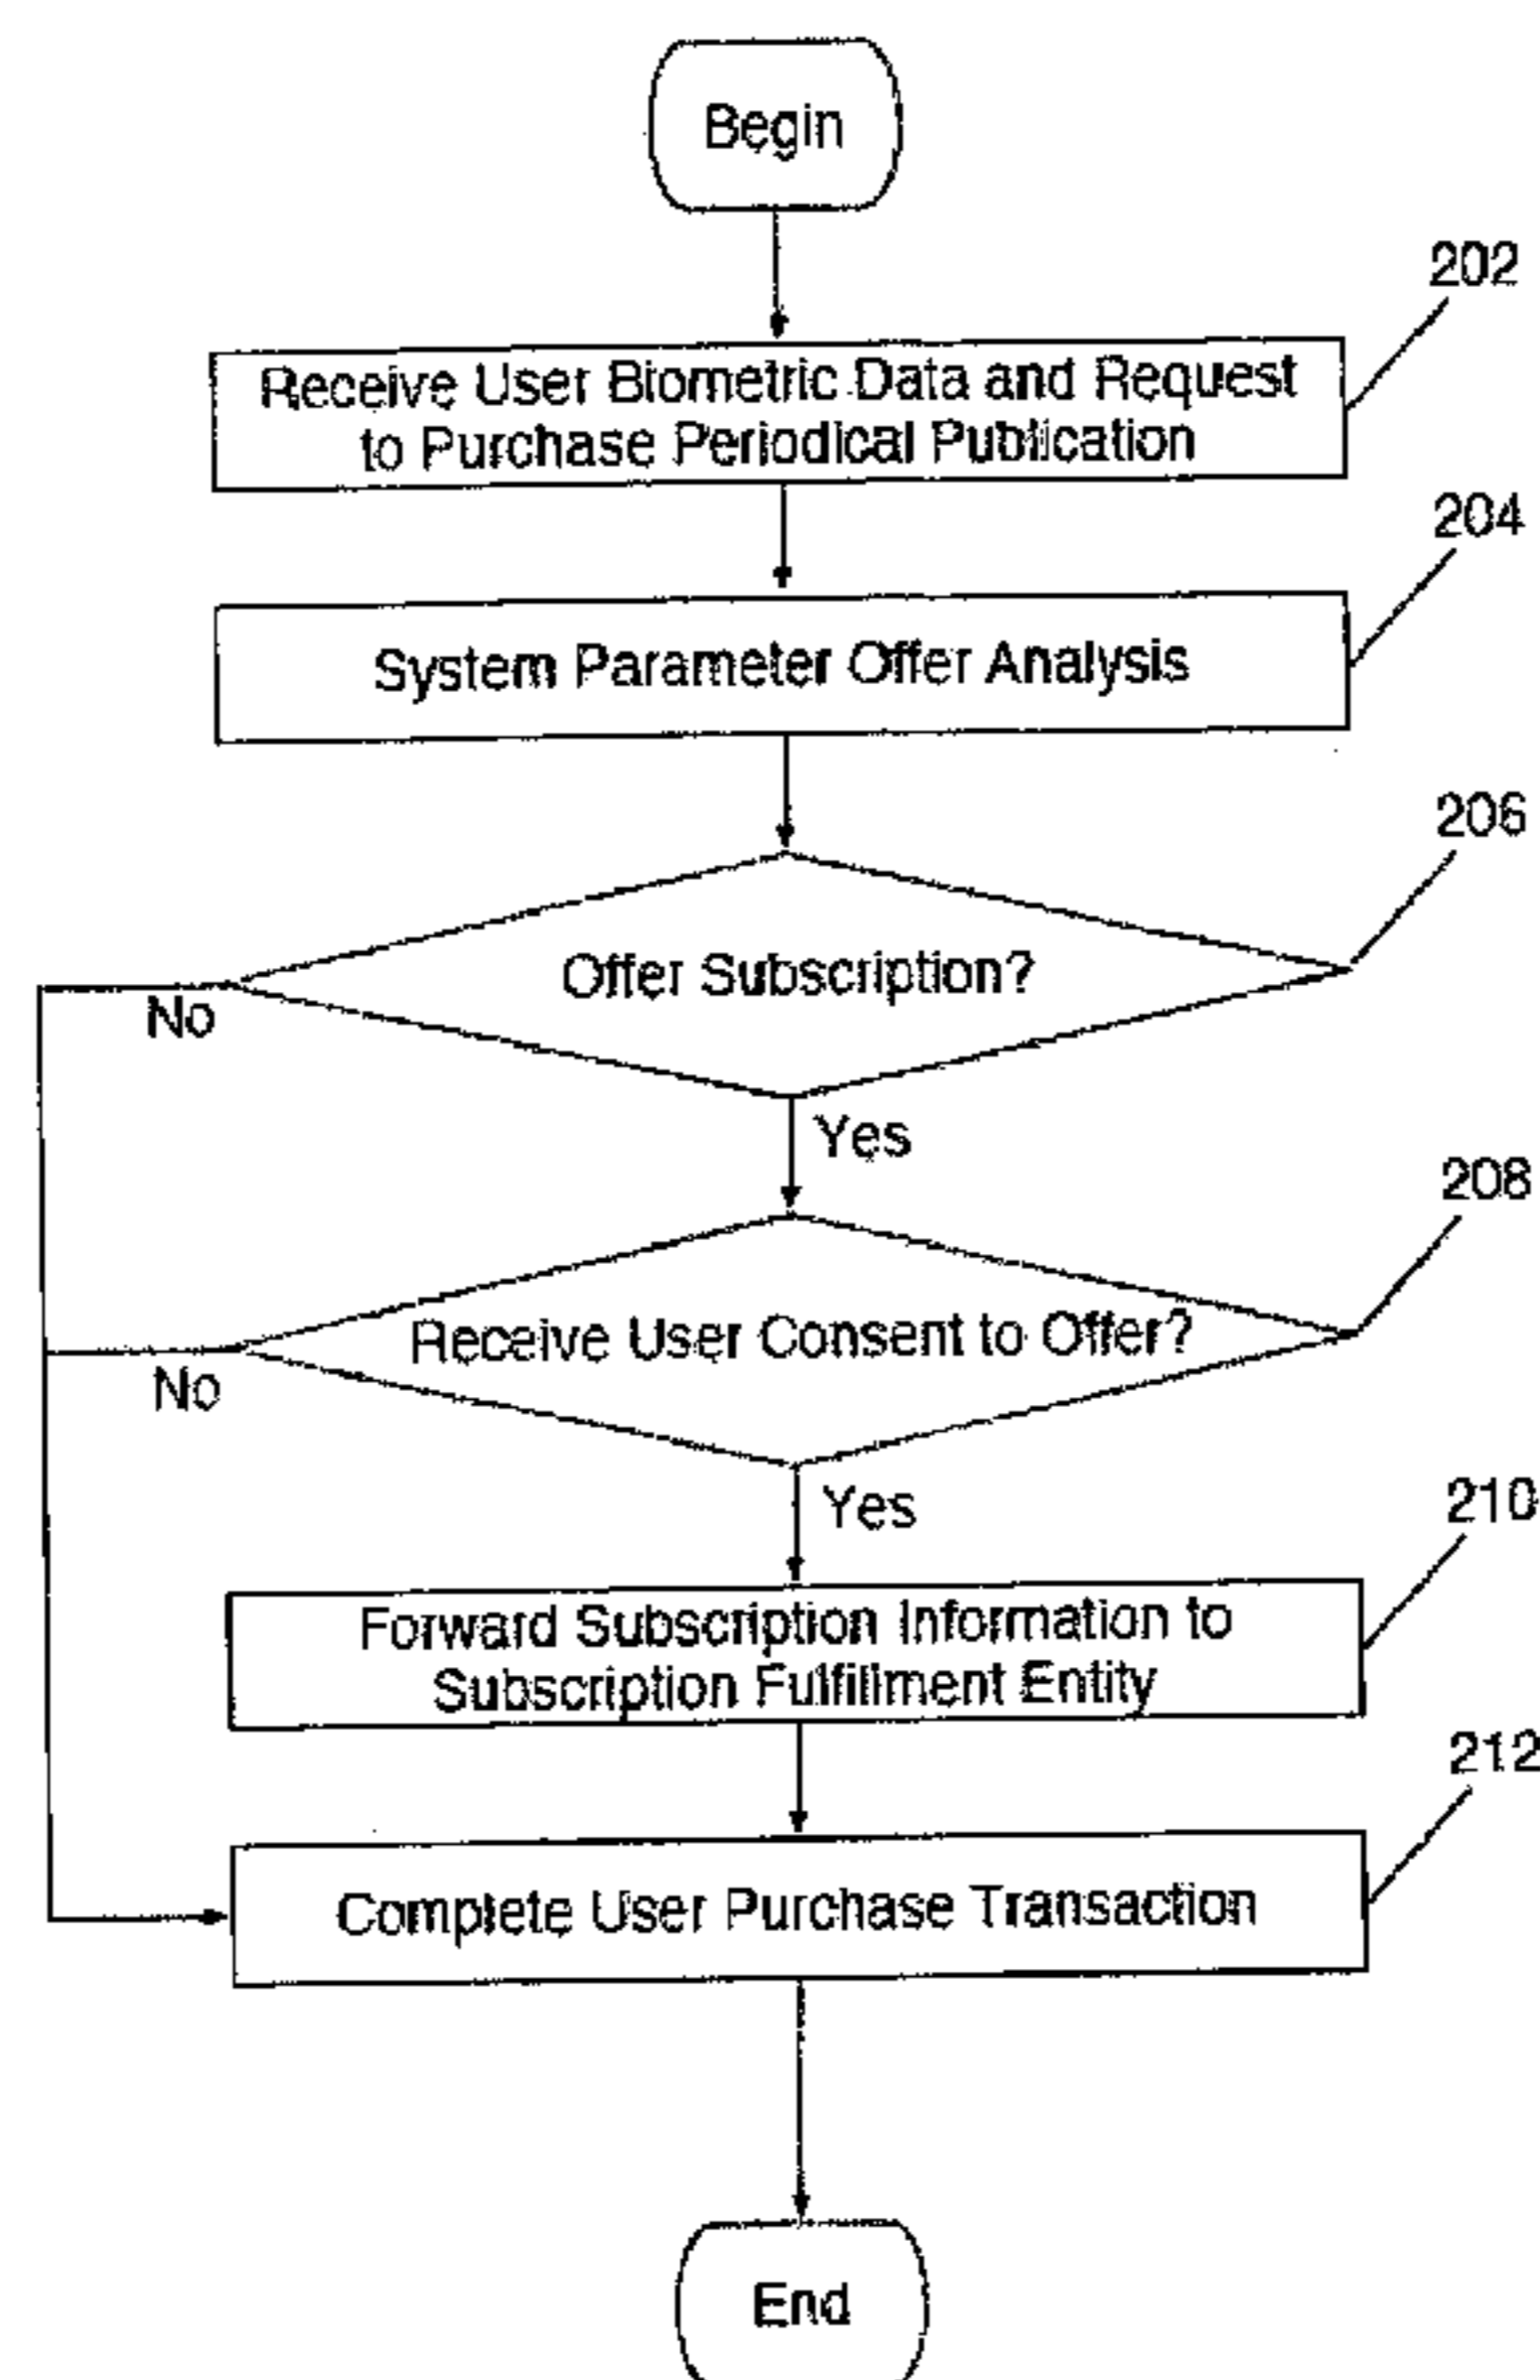 Begin
202
Receive User Biometric Data and Request
to Purchase Periodical Publication
204
System Parameter Offer Analysis
206
Offer Subscription?
No
Yes
208
Receive User Consent to Offer?
No
Yes
210
Forward Subscription Information to
Subscription Fulfillment Entity
212
Complete User Purchase Transaction
End